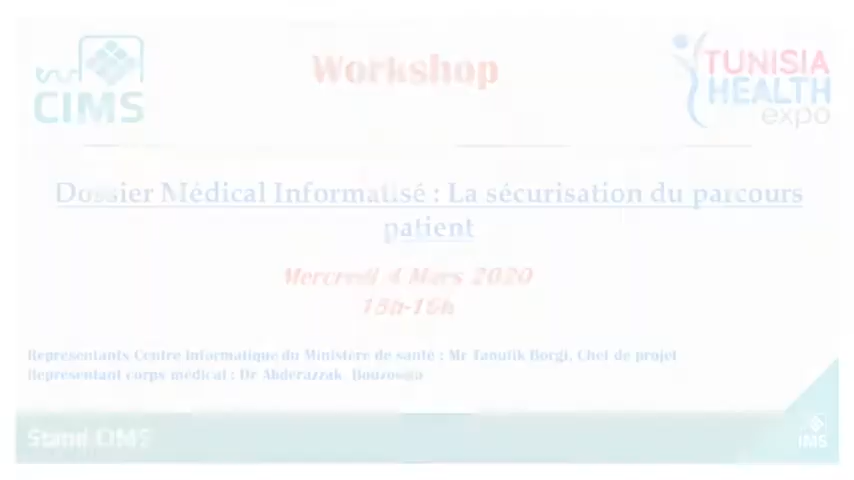 CIMS
Workshop
TUNISIA
HEALTH
expo
Dossier Médical Informatisé : La sécurisation du parcours
patient
Mercredi 4 Mars 2020
15h-16h
Représentants Centre Informatique du Ministère de santé : Mr Taoufik Borgi, Chef de projet
Représentant corps médical : Dr Abderazzak
Stand CIMS
IMS